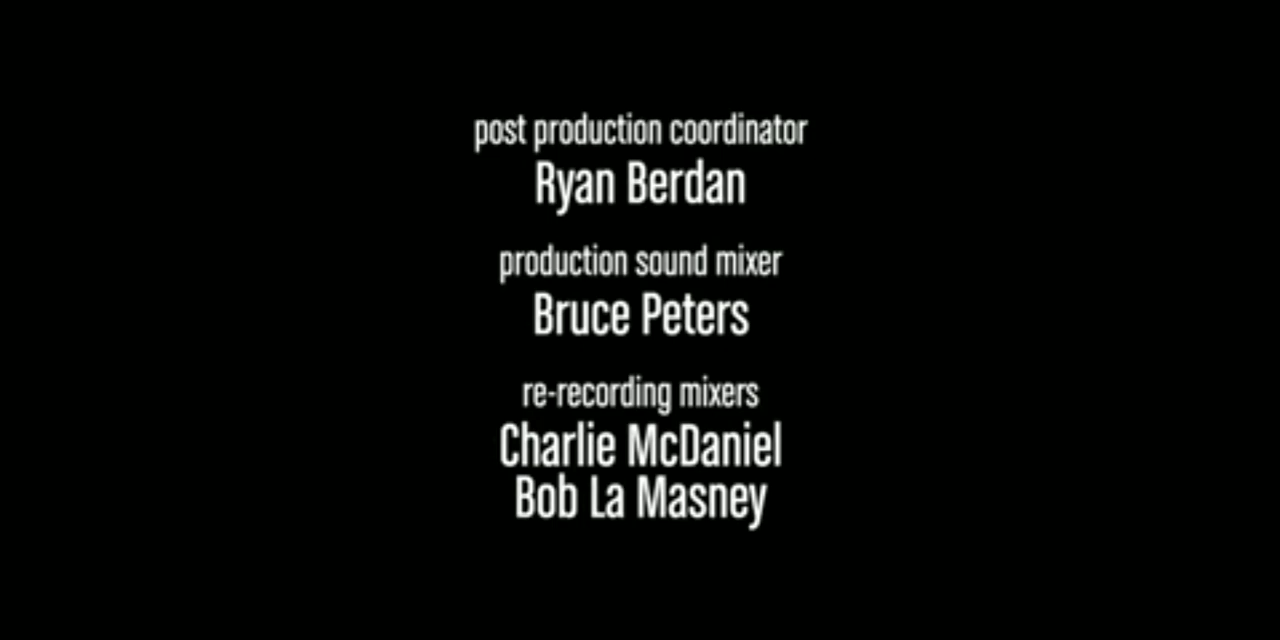 post production coordinator
Ryan Berdan
production sound mixer
Bruce Peters
re-recording mixers
Charlie McDaniel
Bob La Masney